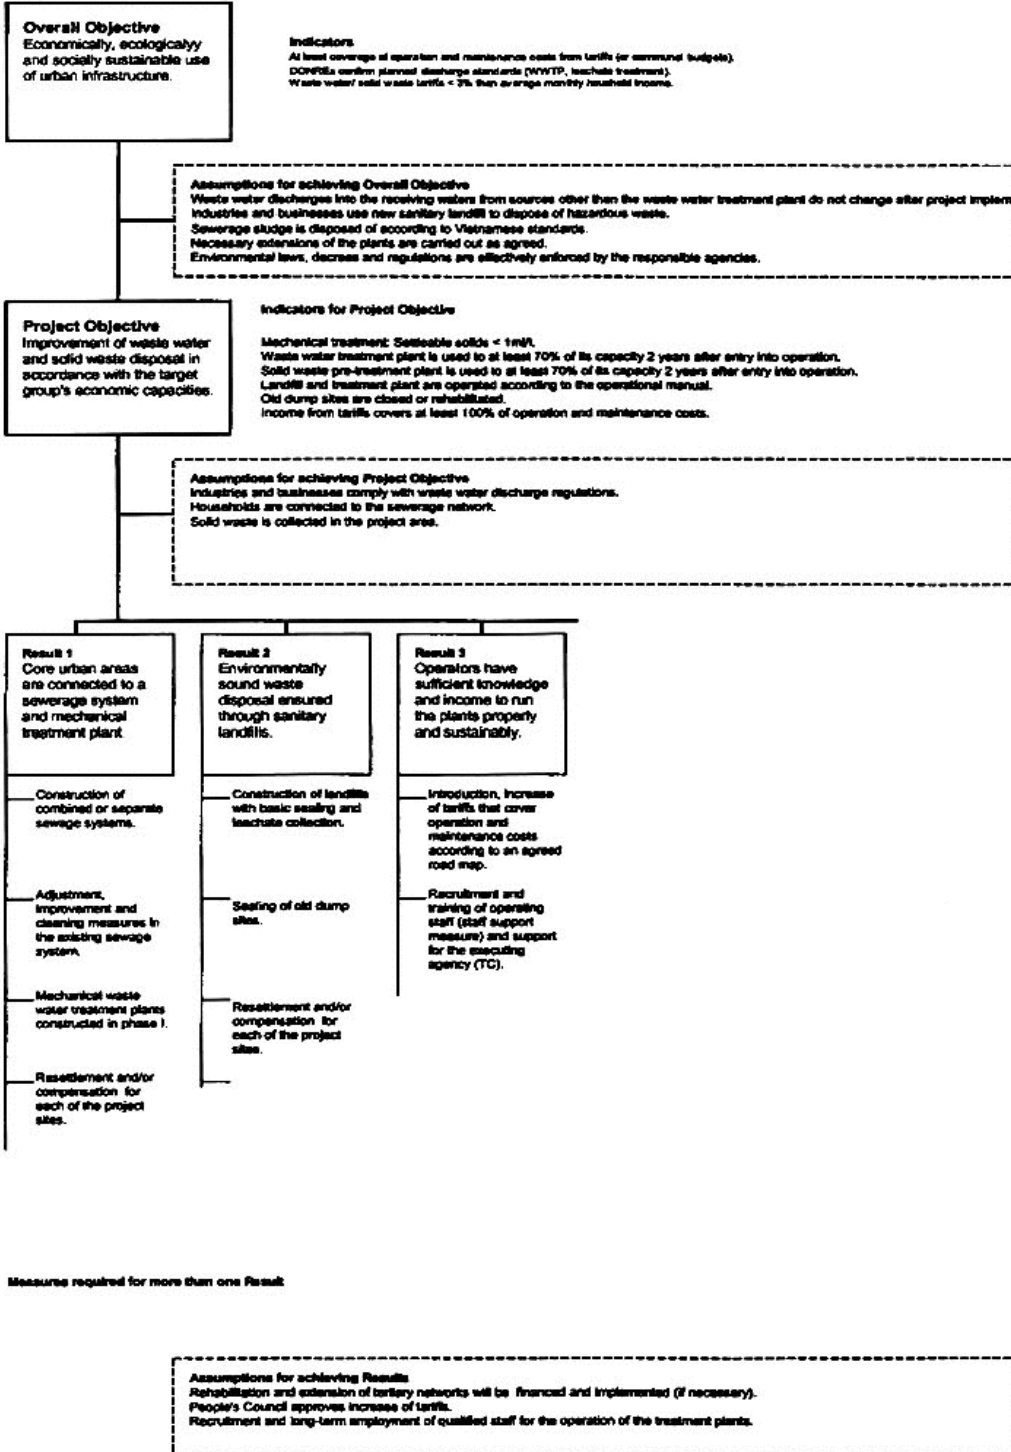 Overall Objective
Economically, ecologicalyy
and socially sustainable use
of urban infrastructure.
Indicators
At least coverage of operation and maintenance costs from tariffs (or communal budgets).
DONREs confirm planned discharge standards (WWTP, leachate treatment).
Waste water/ solid waste tariffs < 3% than average monthly houshold income.
Assumptions for achieving Overall Objective
Waste water discharges into the receiving waters from sources other then the waste water treatment plant do not change after project implem
Industries and businesses use new sanitary landfill to dispose of hazardous waste.
Sewerage sludge is disposed of according to Vietnamese standards.
Necessary extensions of the plants are carried out as agreed.
Environmental laws, decrees and regulations are effectively enforced by the responsible agencies.
Project Objective
Improvement of waste water
and solid waste disposal in
accordance with the target
group's economic capacities.
Indicators for Project Objective
Mechanical treatment: Settleable solids < 1ml/l.
Waste water treatment plant is used to at least 70% of its capacity 2 years after entry into operation.
Solid waste pre-treatment plant is used to at least 70% of its capacity 2 years after entry into operation.
Landfill and treatment plant are operated according to the operational manual.
Old dump sites are closed or rehabilitated.
Income from tariffs covers at least 100% of operation and maintenance costs.
Assumptions for achieving Project Objective
Industries and businesses comply with waste water discharge regulations.
Households are connected to the sewerage network.
Solid waste is collected in the project area.
Result 1
Core urban areas
are connected to a
sewerage system
and mechanical
treatment plant
Construction of
combined or separate
sewage systems.
Adjustment,
improvement and
cleaning measures in
the existing sewage
system.
Mechanical waste
water treatment plants
constructed in phase I.
Resettlement and/or
compensation for
each of the project
sites.
Result 2
Environmentally
sound waste
disposal ensured
through sanitary
landfills.
Construction of landfills
with basic sealing and
leachate collection.
Sealing of old dump
sites.
Resettlement and/or
compensation for
each of the project
sites.
Result 3
Operators have
sufficient knowledge
and income to run
the plants properly
and sustainably.
Introduction, increase
of tariffs that cover
operation and
maintenance costs
according to an agreed
road map.
Recruitment and
training of operating
staff (staff support
measure) and support
for the executing
agency (TC).
Measures required for more than one Result
Assumptions for achieving Results
Rehabilitation and extension of tertiary networks will be financed and implemented (if necessary).
People's Council approves increase of tariffs.
Recruitment and long-term employment of qualified staff for the operation of the treatment plants.